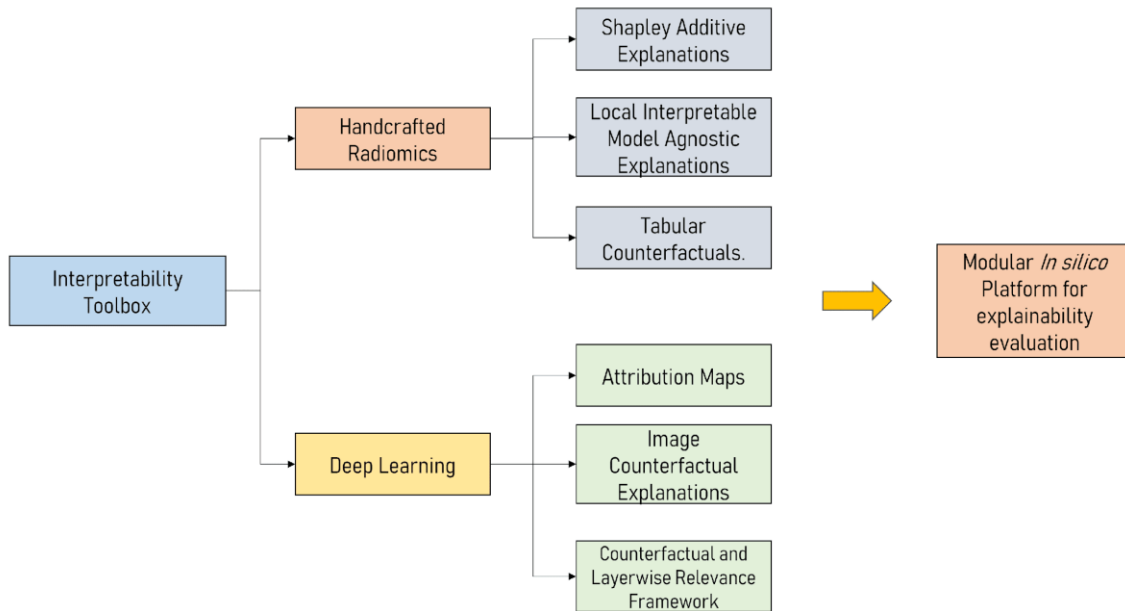 Shapley Additive
Explanations
Handcrafted
Radiomics
Local Interpretable
Model Agnostic
Explanations
Tabular
Counterfactuals.
Interpretability
Toolbox
Modular In silico
Platform for
explainability
evaluation
Attribution Maps
Deep Learning
Image
Counterfactual
Explanations
Counterfactual and
Layerwise Relevance
Framework